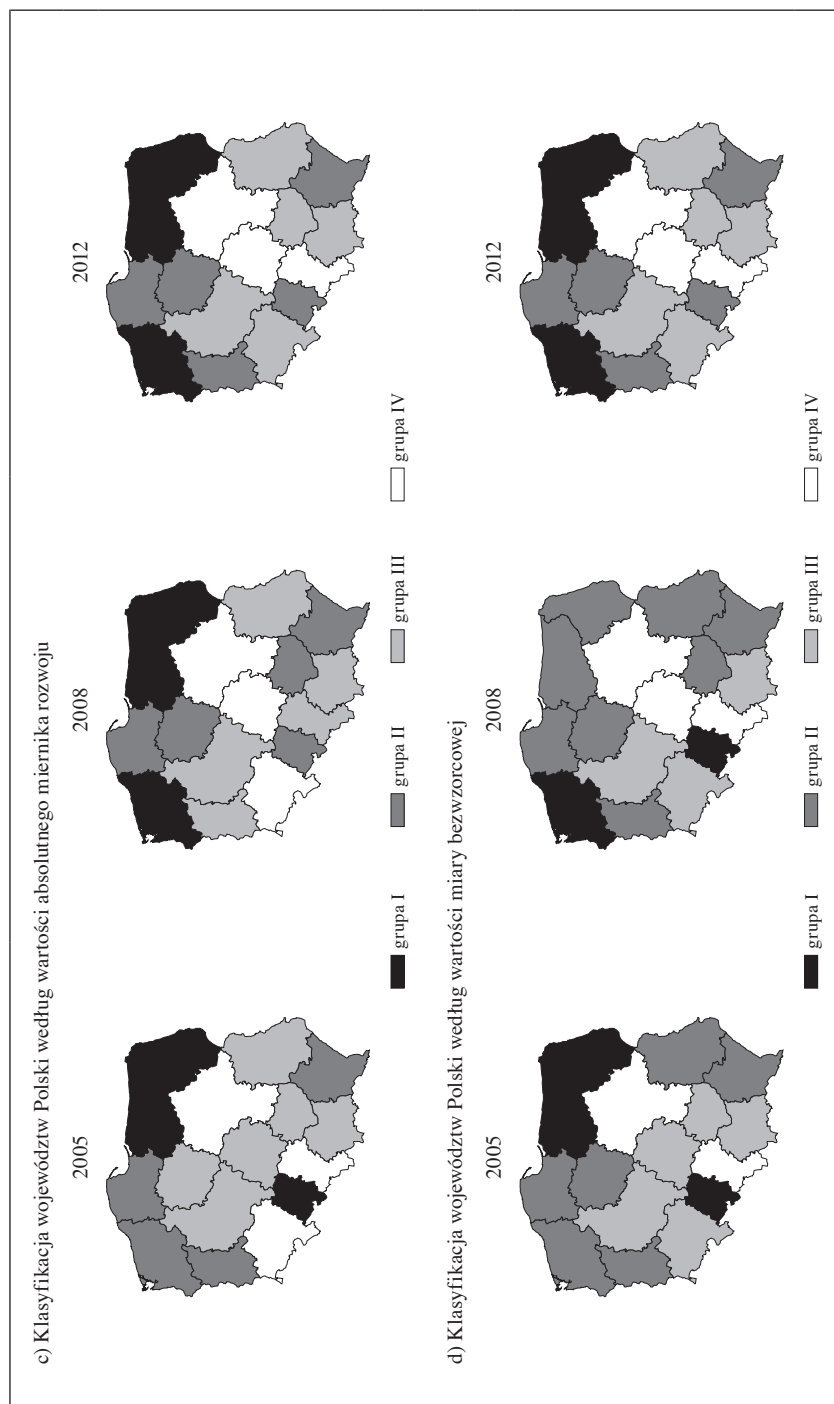 c) Klasyfikacja województw Polski według wartości absolutnego miernika rozwoju
2005 2008 2012
grupa I grupa II grupa III grupa IV
d) Klasyfikacja województw Polski według wartości miary bezwzorcowej
2005 2008 2012
grupa I grupa II grupa III grupa IV